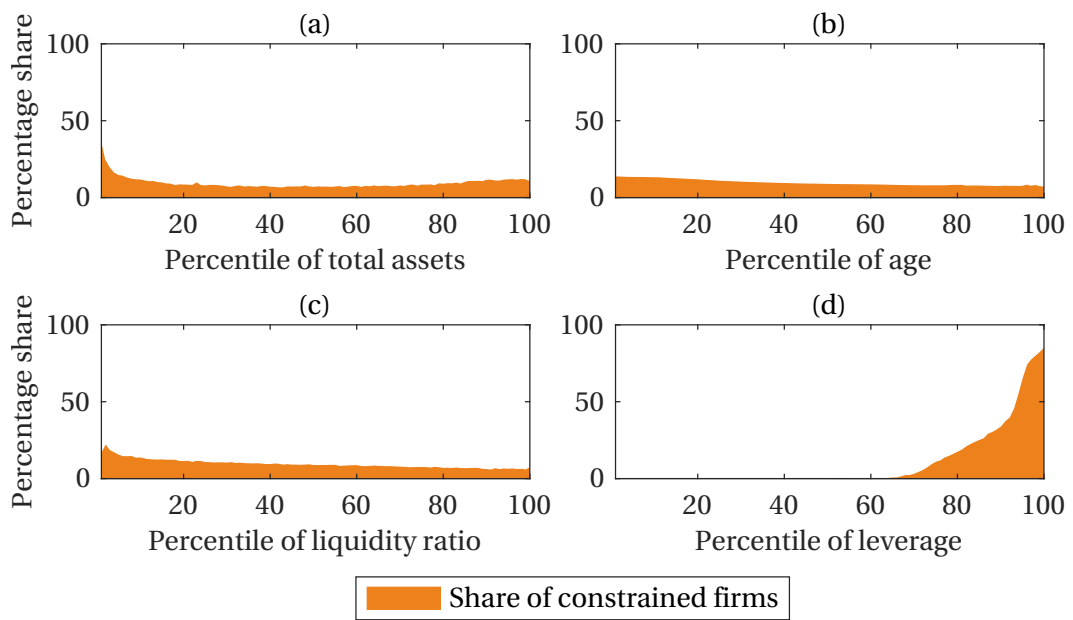 (a)
Percentage share
100
50
0
20 40 60 80 100
Percentile of total assets
(b)
100
50
0
20 40 60 80 100
Percentile of age
(c)
Percentage share
100
50
0
20 40 60 80 100
Percentile of liquidity ratio
(d)
100
50
0
20 40 60 80 100
Percentile of leverage
Share of constrained firms